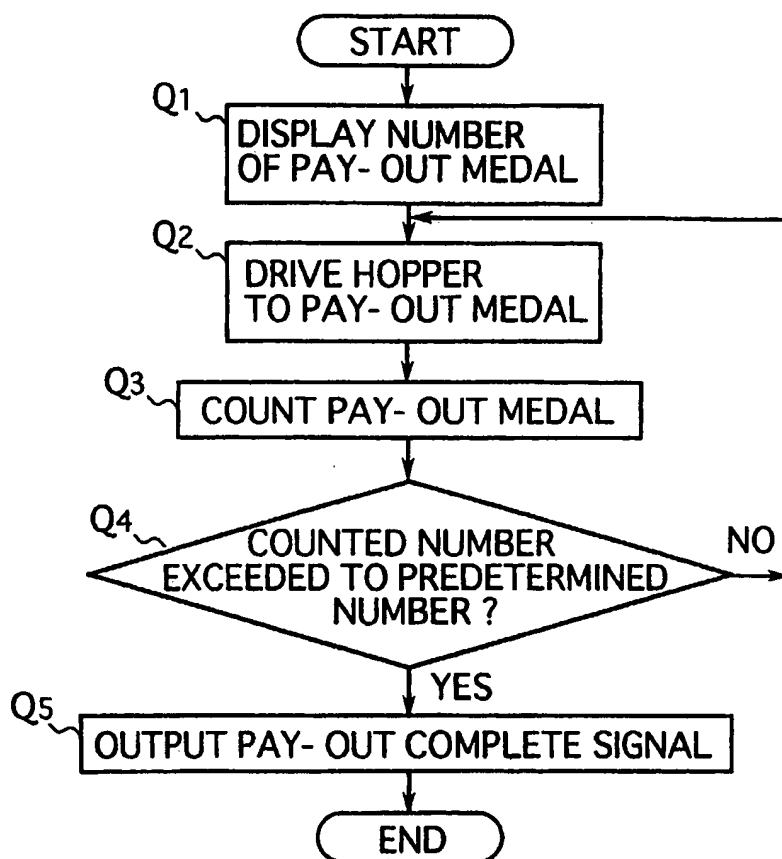 START
Q1
DISPLAY NUMBER
OF PAY- OUT MEDAL
Q2
DRIVE HOPPER
TO PAY- OUT MEDAL
Q3
COUNT PAY- OUT MEDAL
Q4
COUNTED NUMBER
EXCEEDED TO PREDETERMINED
NUMBER ?
NO
YES
Q5
OUTPUT PAY- OUT COMPLETE SIGNAL
END